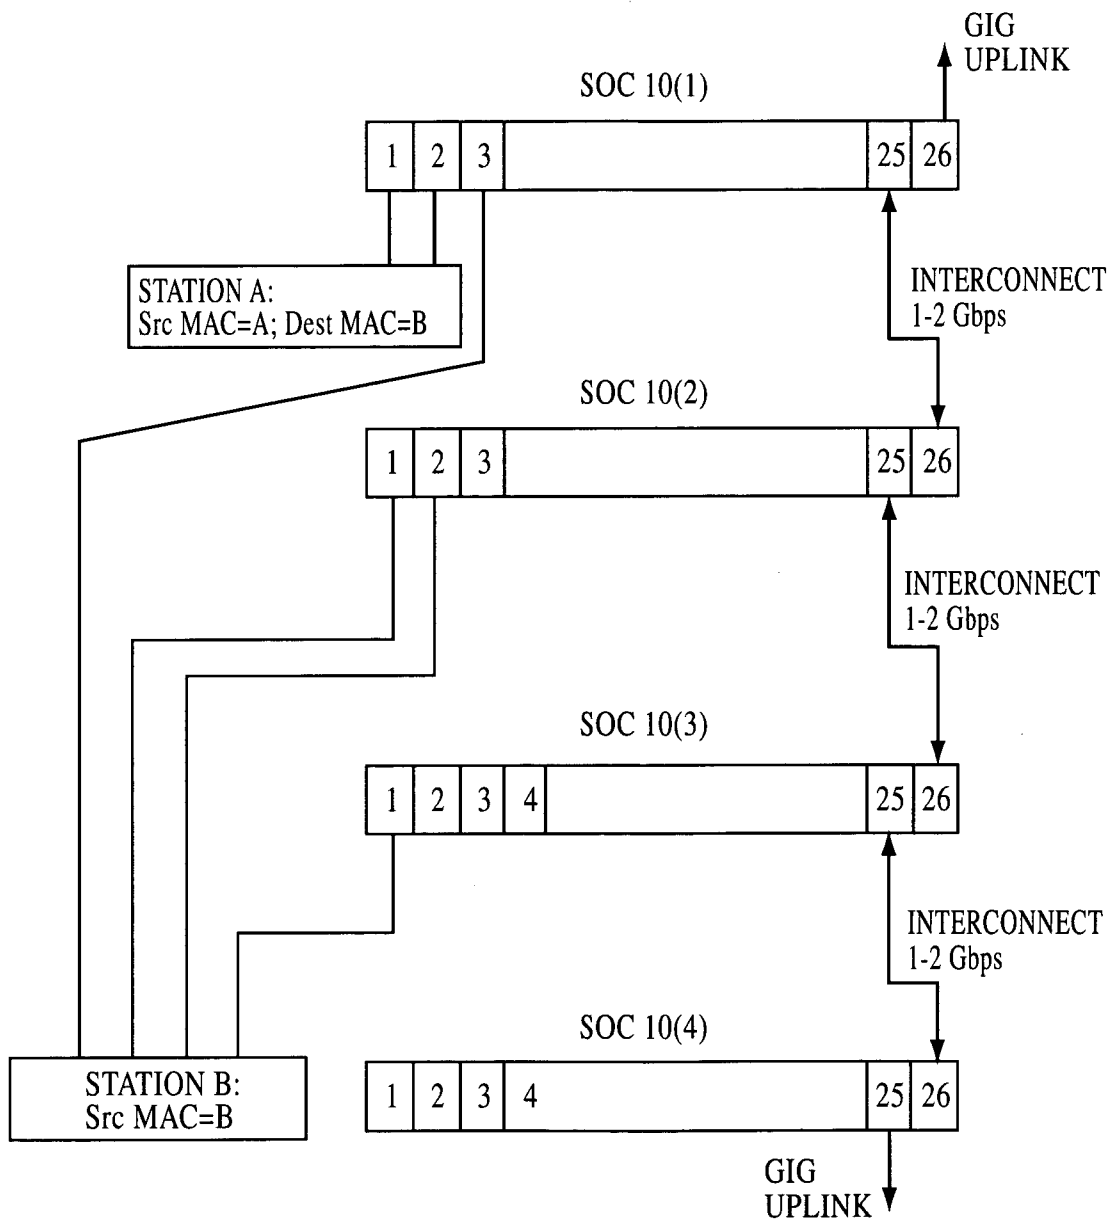 GIG
UPLINK
SOC 10(1)
1 2 3 25 26
STATION A:
Src MAC=A; Dest MAC=B
INTERCONNECT
1-2 Gbps
SOC 10(2)
1 2 3 25 26
INTERCONNECT
1-2 Gbps
SOC 10(3)
1 2 3 4 25 26
INTERCONNECT
1-2 Gbps
SOC 10(4)
STATION B:
Src MAC=B
1 2 3 4 25 26
GIG
UPLINK